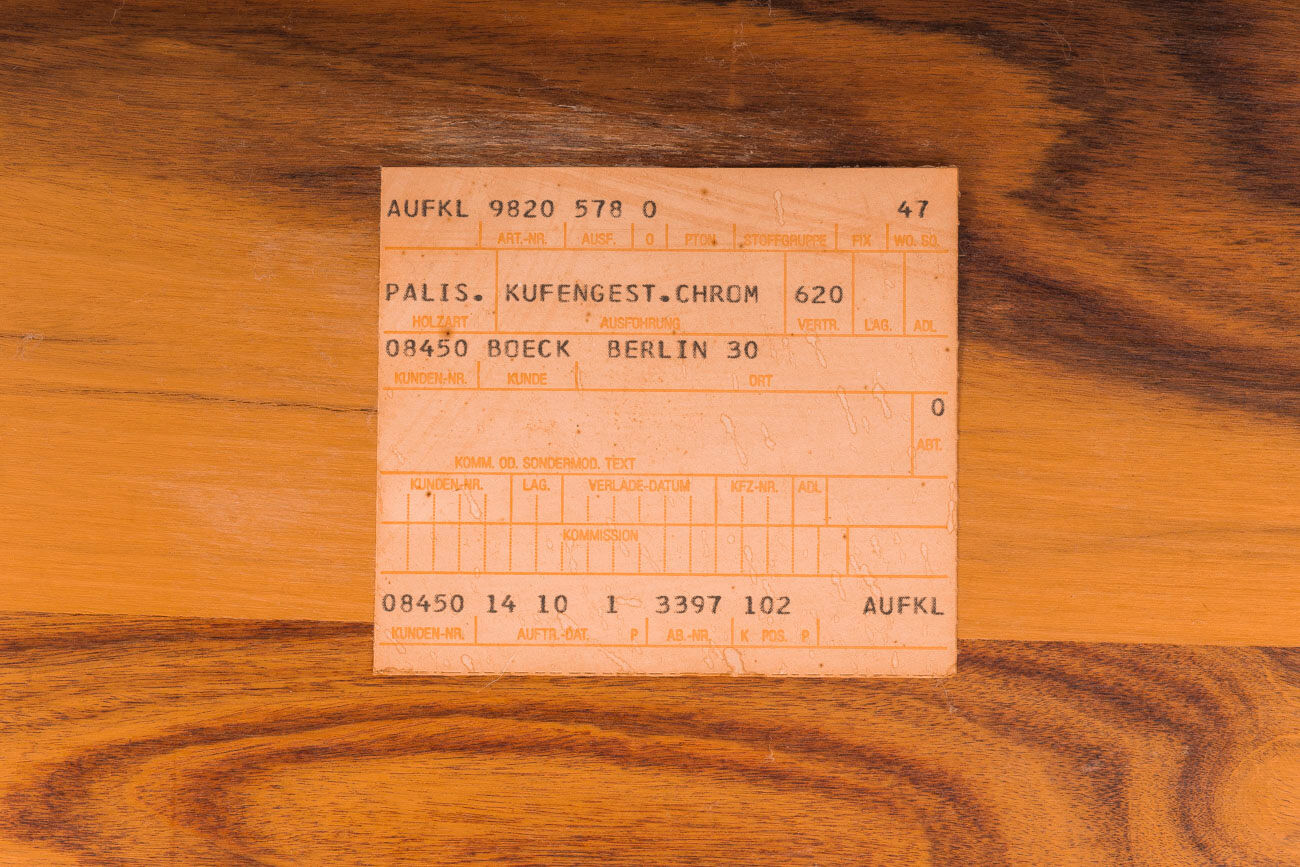 AUFKL 9820 578 0 47
ART.-NR. AUSF. 0 PTON. STOFFGRUPPE FIX WO. SO.
PALIS. KUFENGEST.CHROM 620
HOLZART AUSFÜHRUNG VERTR. LAG. ADL
08450 BOECK BERLIN 30
KUNDEN-NR. KUNDE ORT
0
ABT.
KOMM. OD. SONDERMOD. TEXT
KUNDEN-NR. LAG. VERLADE-DATUM KFZ-NR. ADL
KOMMISSION
08450 14 10 1 3397 102 AUFKL
KUNDEN-NR. AUFTR.-DAT. P AB.-NR. K POS. P